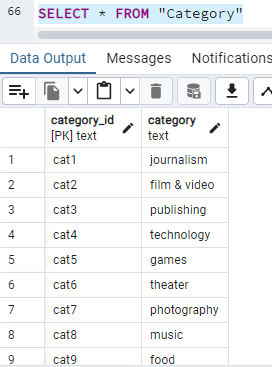 66 SELECT * FROM "Category"
Data Output Messages Notifications
category_id category
[PK] text text
1 cat1 journalism
2 cat2 film & video
3 cat3 publishing
4 cat4 technology
5 cat5 games
6 cat6 theater
7 cat7 photography
8 cat8 music
9 cat9 food